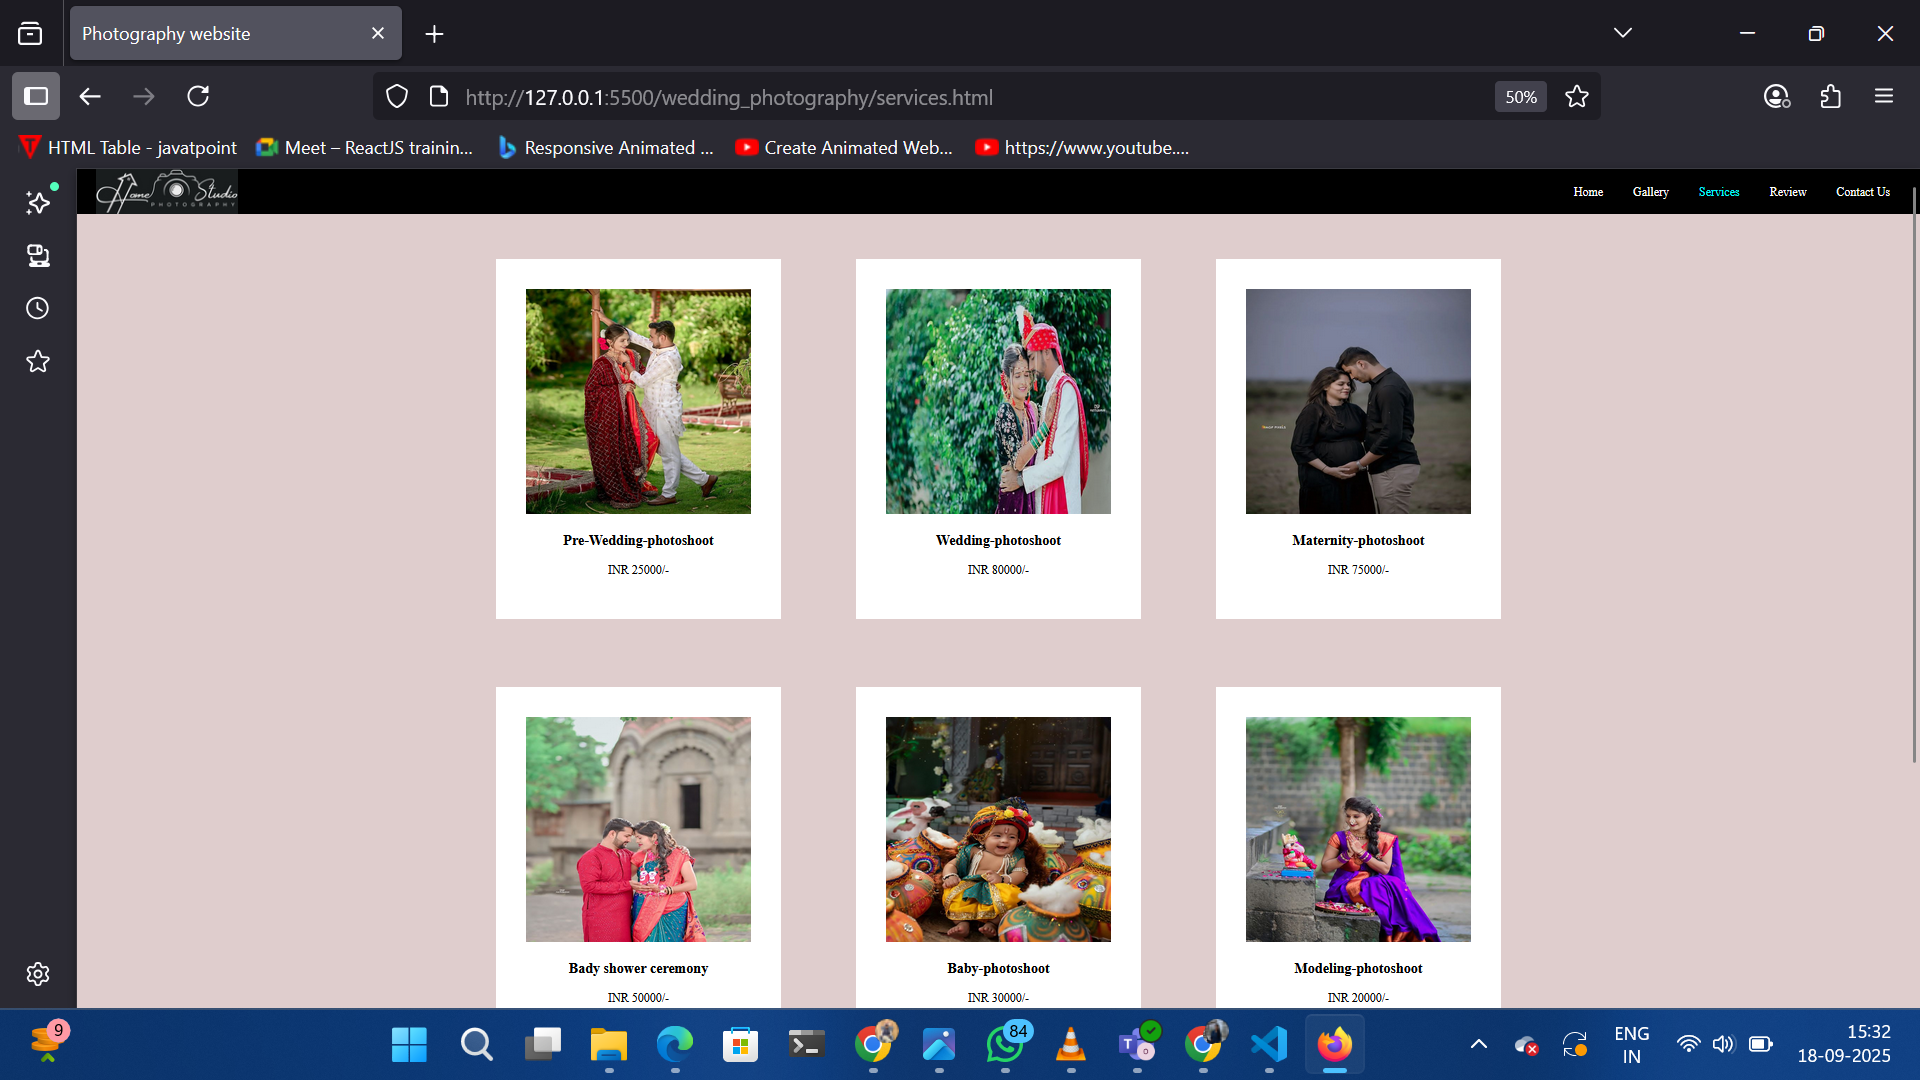 Photography website
http://127.0.0.1:5500/wedding_photography/services.html
50%
HTML Table - javatpoint
Meet – ReactJS trainin...
Responsive Animated ...
Create Animated Web...
https://www.youtube....
Home Studio
PHOTOGRAPHY
Home
Gallery
Services
Review
Contact Us
Pre-Wedding-photoshoot
INR 25000/-
Wedding-photoshoot
INR 80000/-
Maternity-photoshoot
INR 75000/-
Bady shower ceremony
INR 50000/-
Baby-photoshoot
INR 30000/-
Modeling-photoshoot
INR 20000/-
9
84
ENG
IN
15:32
18-09-2025